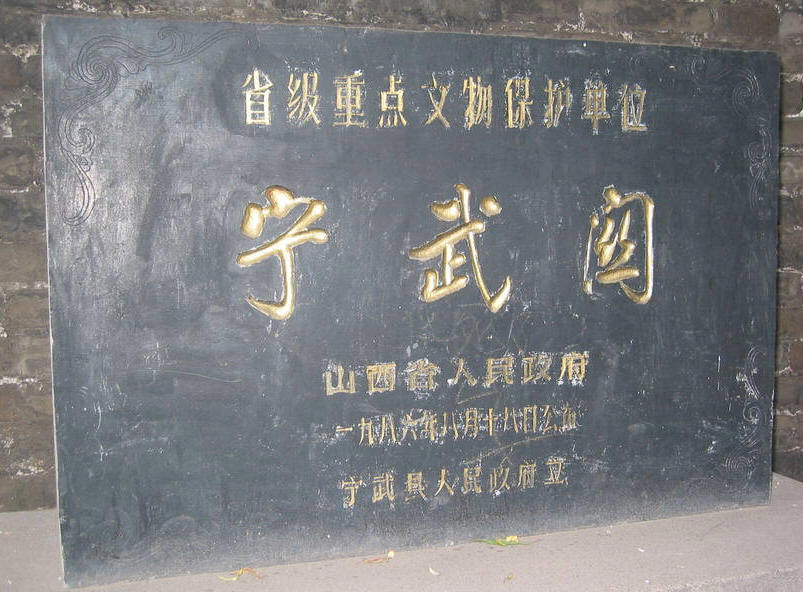 省级重点文物保护单位
宁武关
山西省人民政府
一九八六年八月十八日公布
宁武县人民政府立